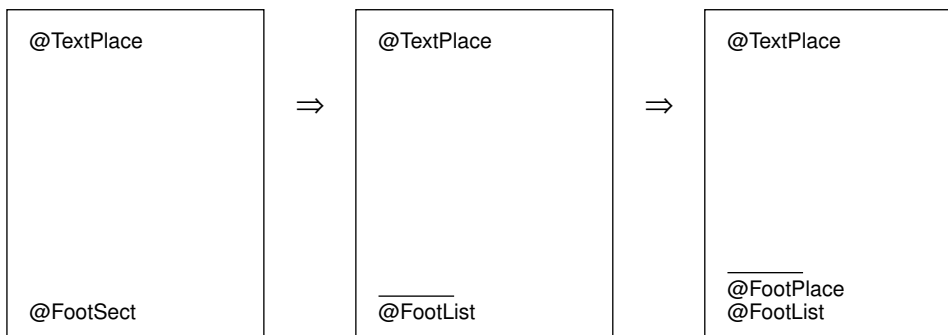 @TextPlace
@FootSect
⇒
@TextPlace
@FootList
⇒
@TextPlace
@FootPlace
@FootList